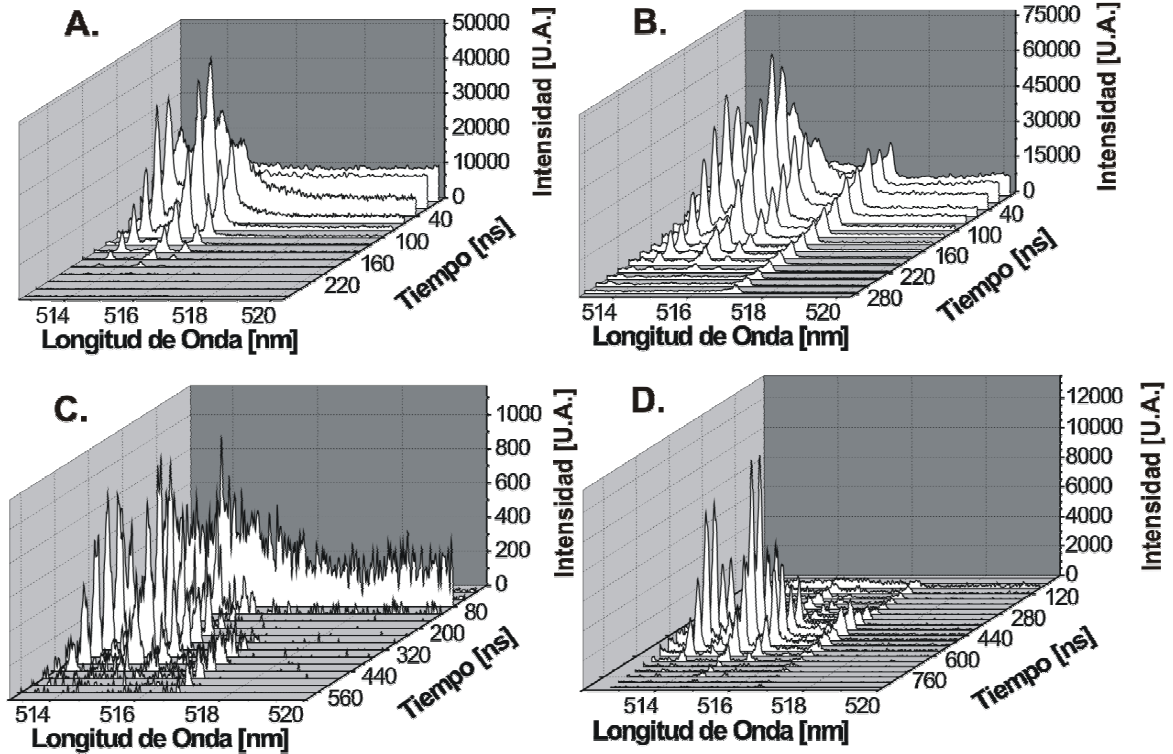 A.
50000
40000
30000
20000
10000
0
Intensidad [U.A.]
40
100
160
220
Tiempo [ns]
514 516 518 520
Longitud de Onda [nm]
B.
75000
60000
45000
30000
15000
0
Intensidad [U.A.]
40
100
160
220
280
Tiempo [ns]
514 516 518 520
Longitud de Onda [nm]
C.
1000
800
600
400
200
0
Intensidad [U.A.]
80
200
320
440
560
Tiempo [ns]
514 516 518 520
Longitud de Onda [nm]
D.
12000
10000
8000
6000
4000
2000
0
Intensidad [U.A.]
120
280
440
600
760
Tiempo [ns]
514 516 518 520
Longitud de Onda [nm]